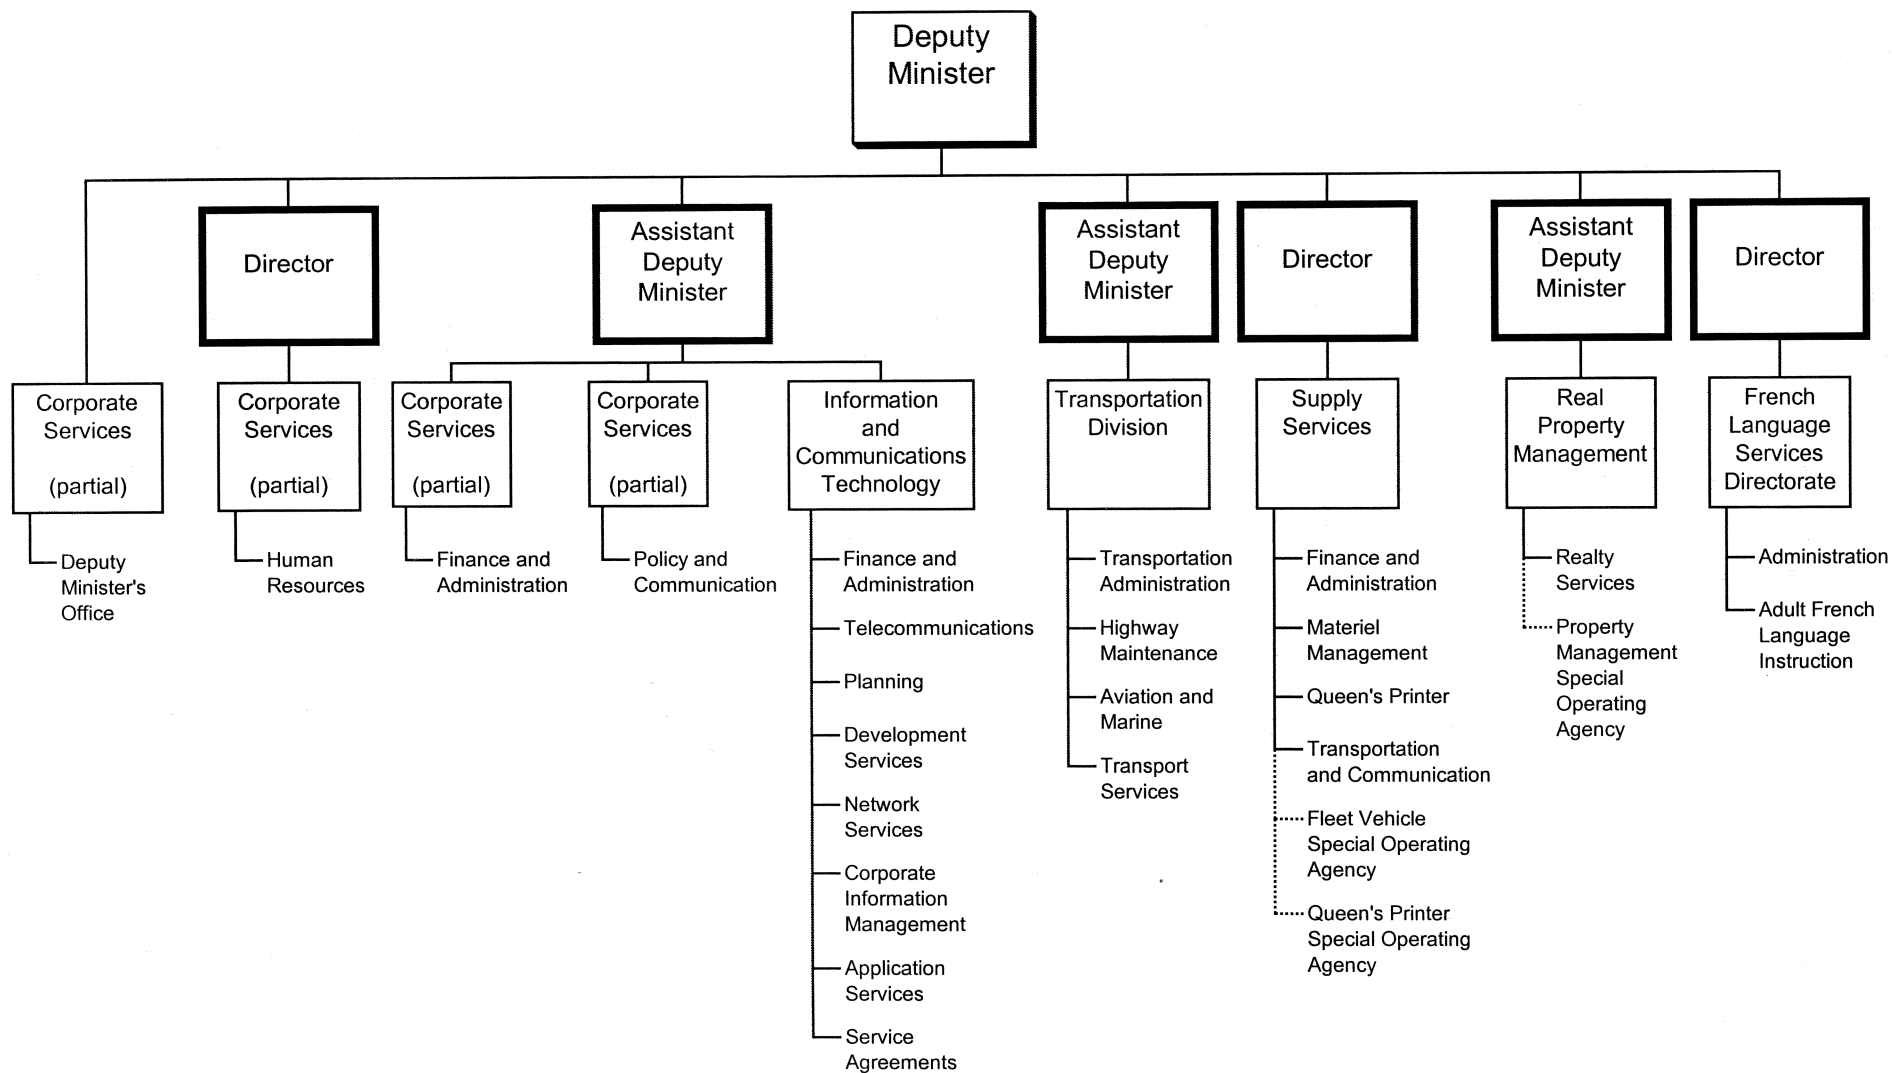 Deputy
Minister
Director
Assistant
Deputy
Minister
Assistant
Deputy
Minister
Director
Assistant
Deputy
Minister
Director
Corporate
Services
(partial)
Corporate
Services
(partial)
Corporate
Services
(partial)
Corporate
Services
(partial)
Information
and
Communications
Technology
Transportation
Division
Supply
Services
Real
Property
Management
French
Language
Services
Directorate
Deputy
Minister's
Office
Human
Resources
Finance and
Administration
Policy and
Communication
Finance and
Administration
Telecommunications
Planning
Development
Services
Network
Services
Corporate
Information
Management
Application
Services
Service
Agreements
Transportation
Administration
Highway
Maintenance
Aviation and
Marine
Transport
Services
Finance and
Administration
Materiel
Management
Queen's Printer
Transportation
and Communication
Fleet Vehicle
Special Operating
Agency
Queen's Printer
Special Operating
Agency
Realty
Services
Property
Management
Special
Operating
Agency
Administration
Adult French
Language
Instruction